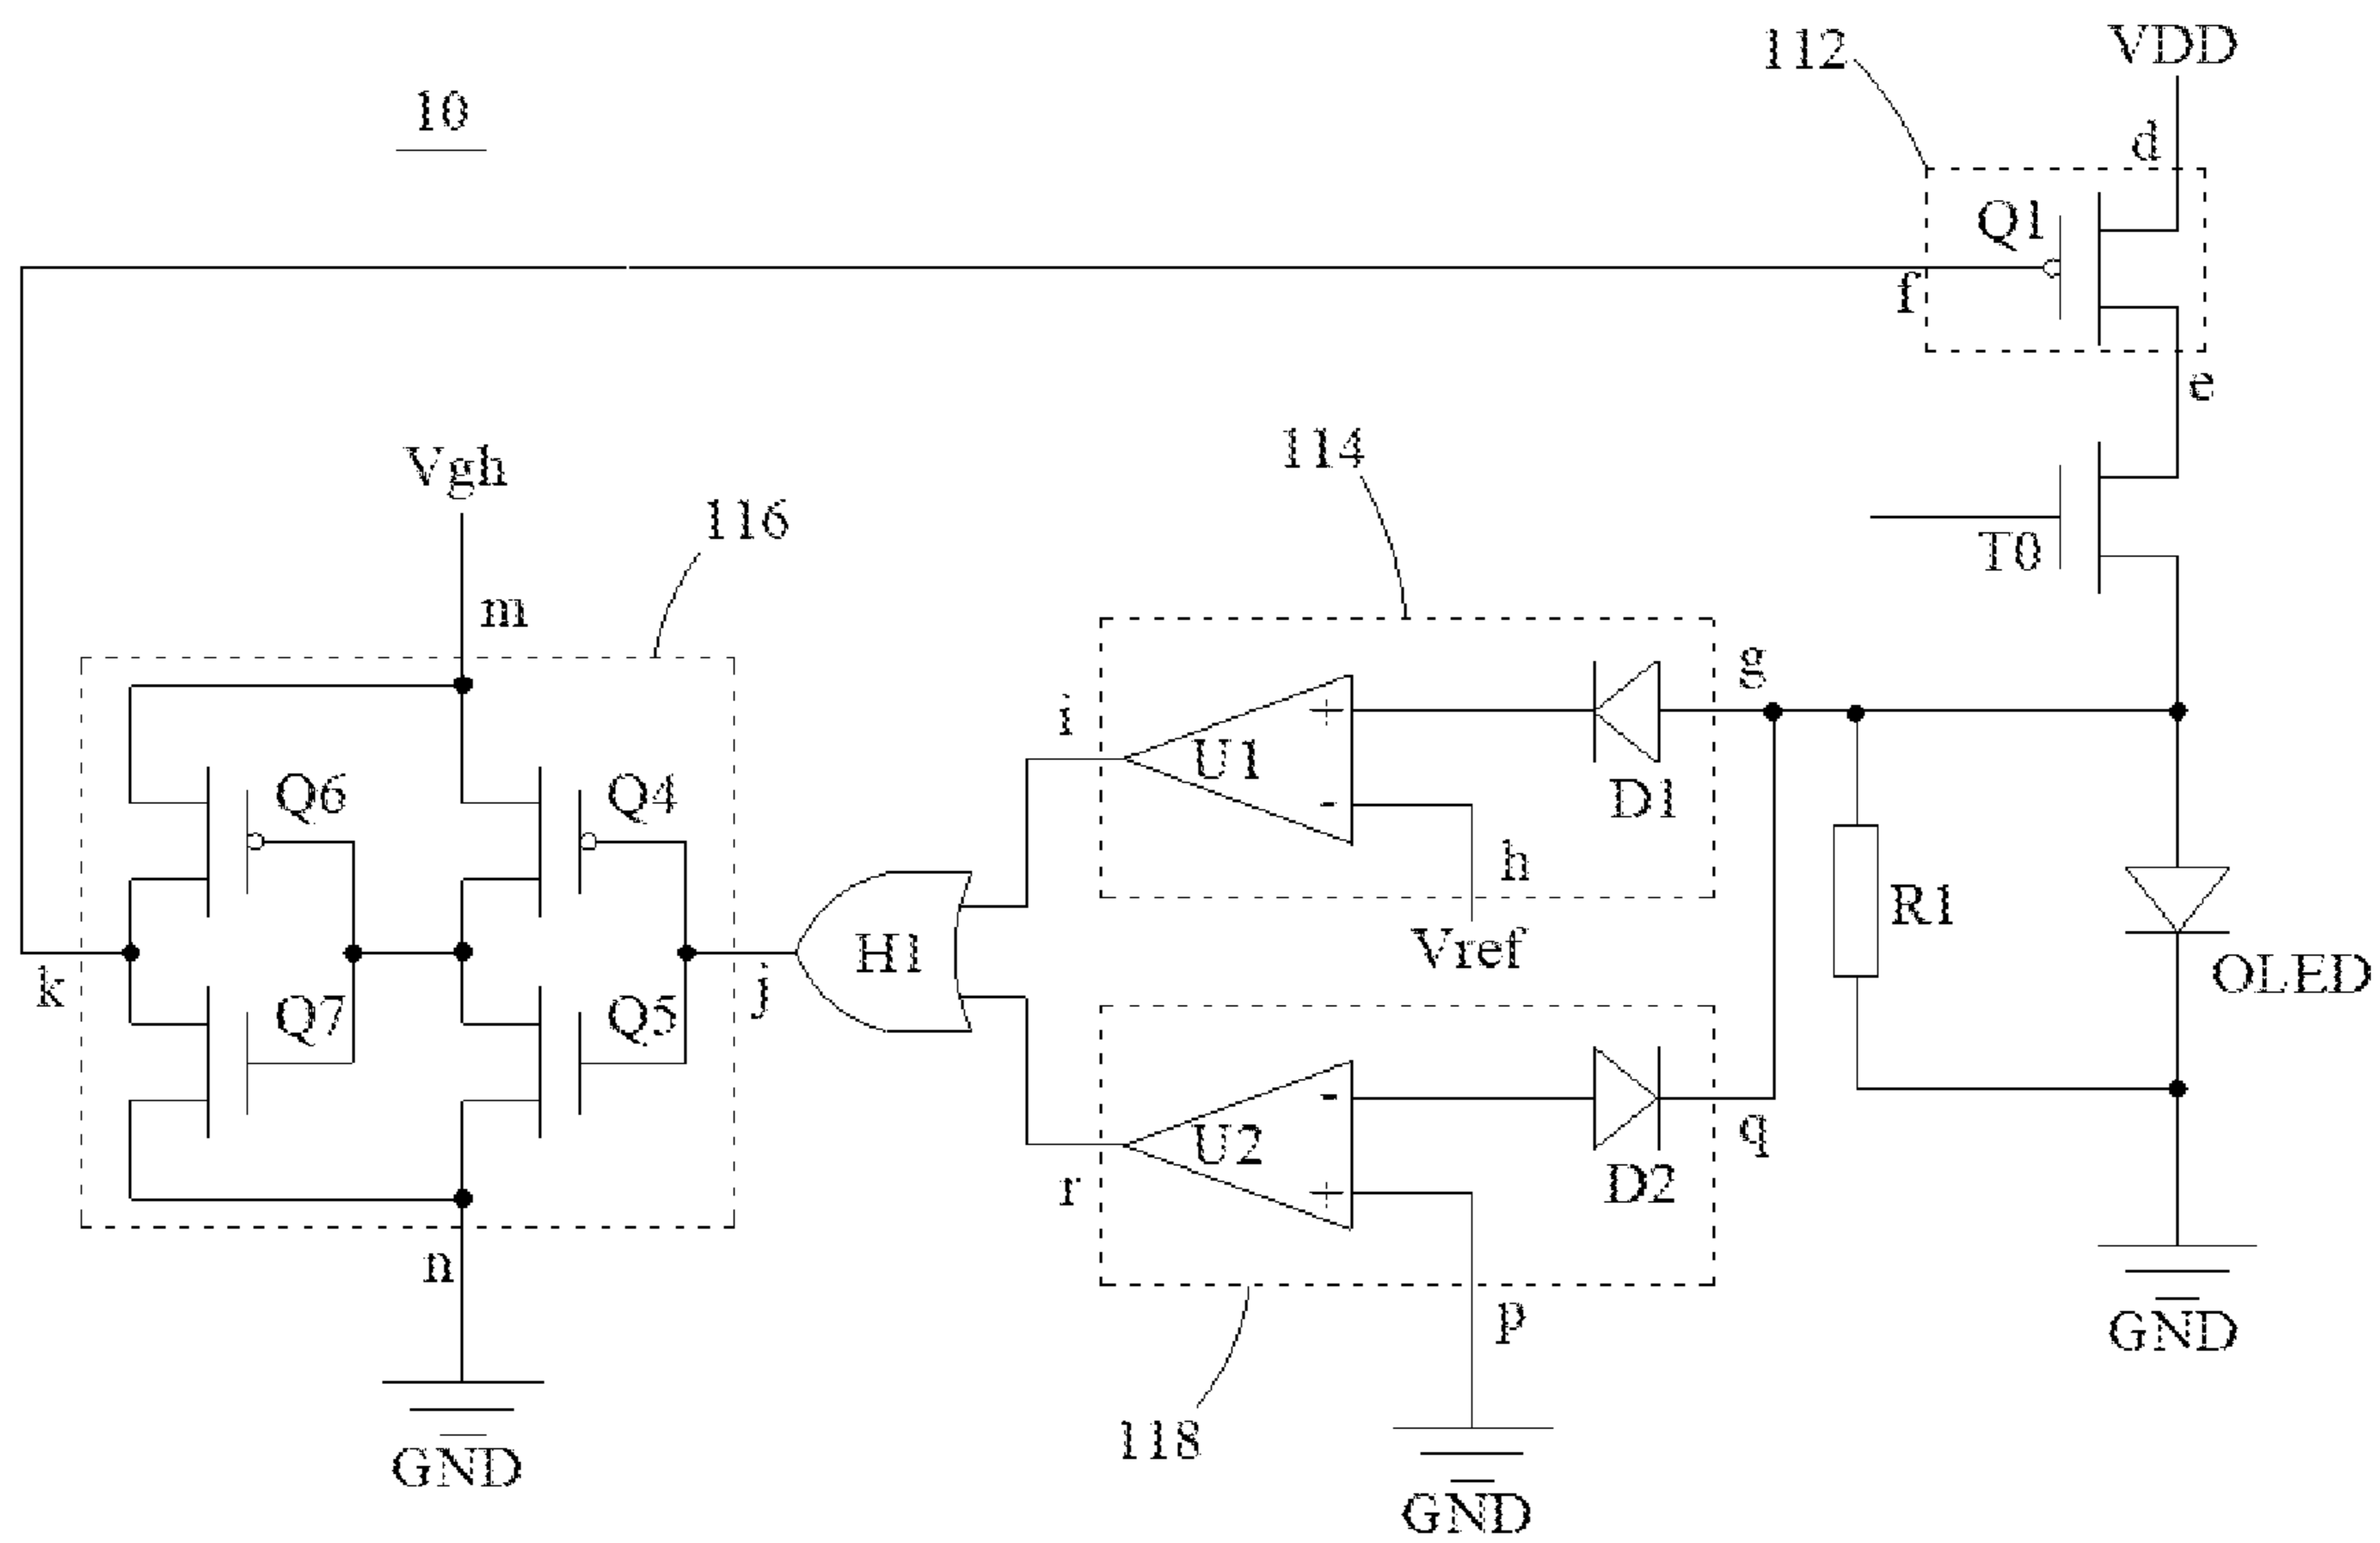 112
VDD
10
d
Q1
f
e
114
Vgh
116
T0
m
g
i
U1
D1
Q6
Q4
h
R1
H1
Vref
OLED
k
j
Q7
Q5
U2
q
r
D2
n
p
GND
118
GND
GND